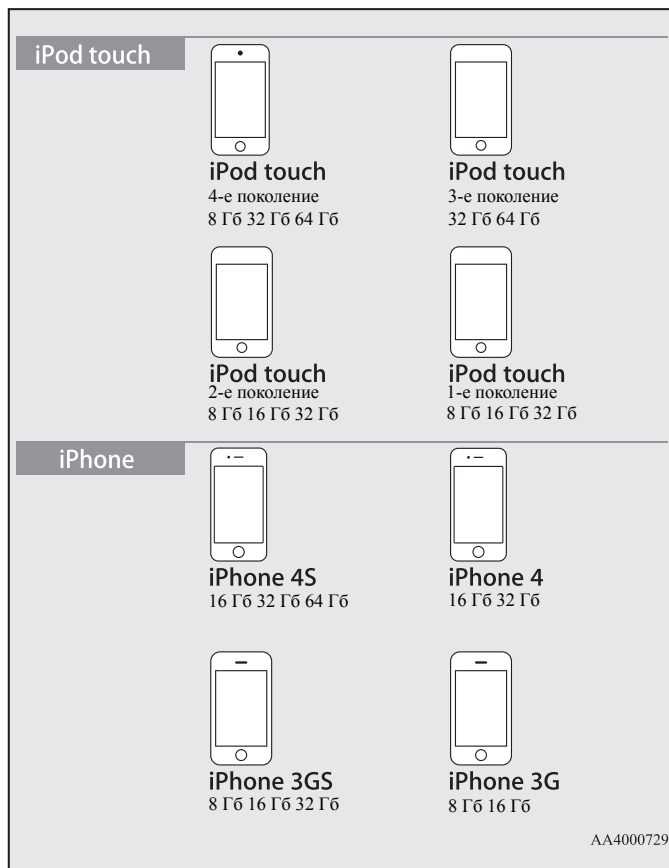 iPod touch
iPod touch
4-е поколение
8 Гб 32 Гб 64 Гб
iPod touch
3-е поколение
32 Гб 64 Гб
iPod touch
2-е поколение
8 Гб 16 Гб 32 Гб
iPod touch
1-е поколение
8 Гб 16 Гб 32 Гб
iPhone
iPhone 4S
16 Гб 32 Гб 64 Гб
iPhone 4
16 Гб 32 Гб
iPhone 3GS
8 Гб 16 Гб 32 Гб
iPhone 3G
8 Гб 16 Гб
AA4000729